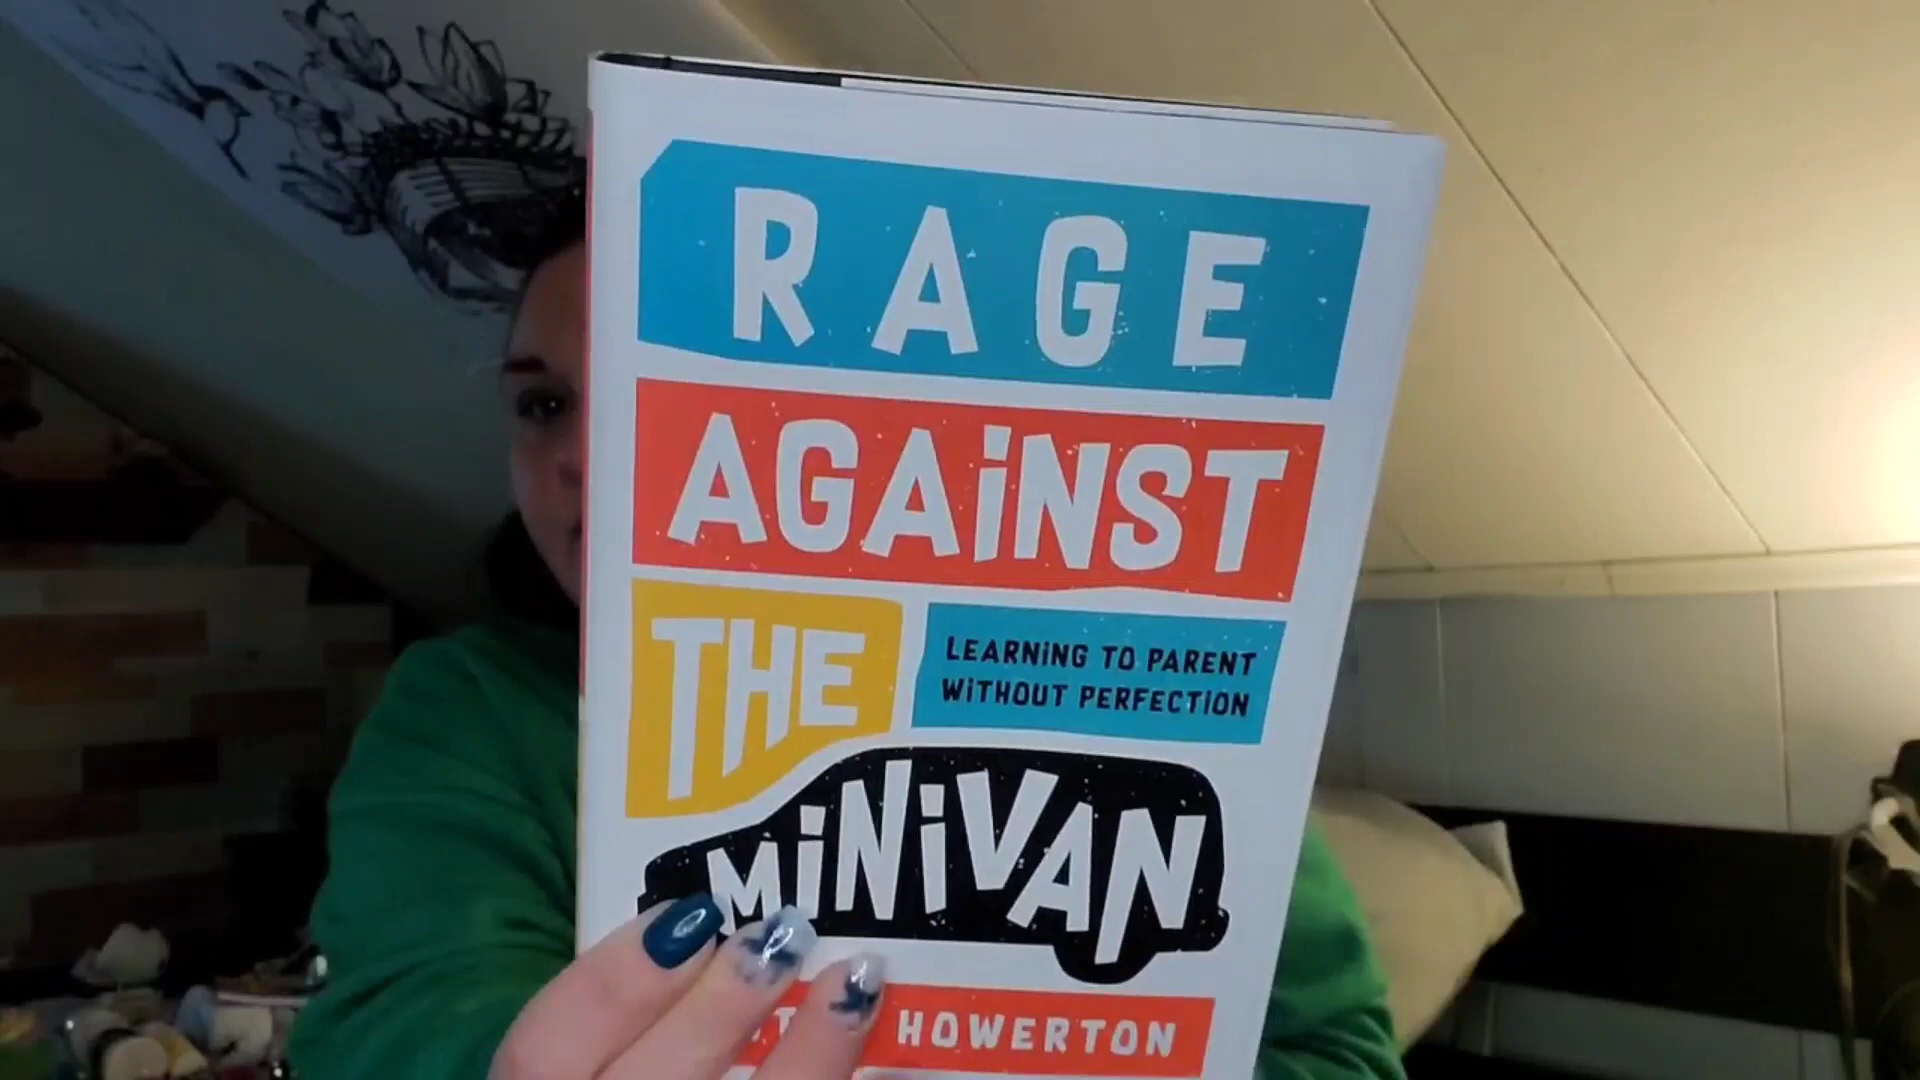 RAGE
AGAiNST
THE
LEARNiNG TO PARENT
WiTHOUT PERFECTiON
MiNiVAN
HOWERTON